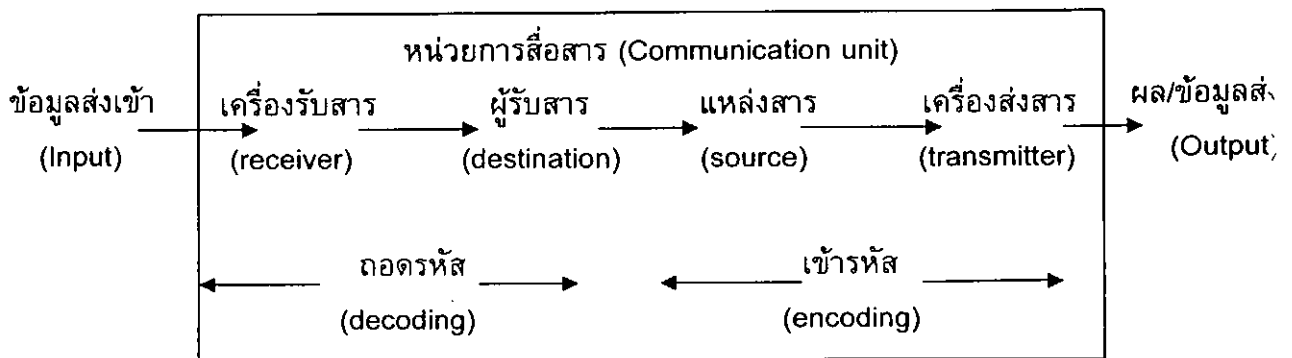 หน่วยการสื่อสาร (Communication unit)
ข้อมูลส่งเข้า เครื่องรับสาร ผู้รับสาร แหล่งสาร เครื่องส่งสาร
(Input) (receiver) (destination) (source) (transmitter) (Output)
ถอดรหัส เข้ารหัส
(decoding) (encoding)